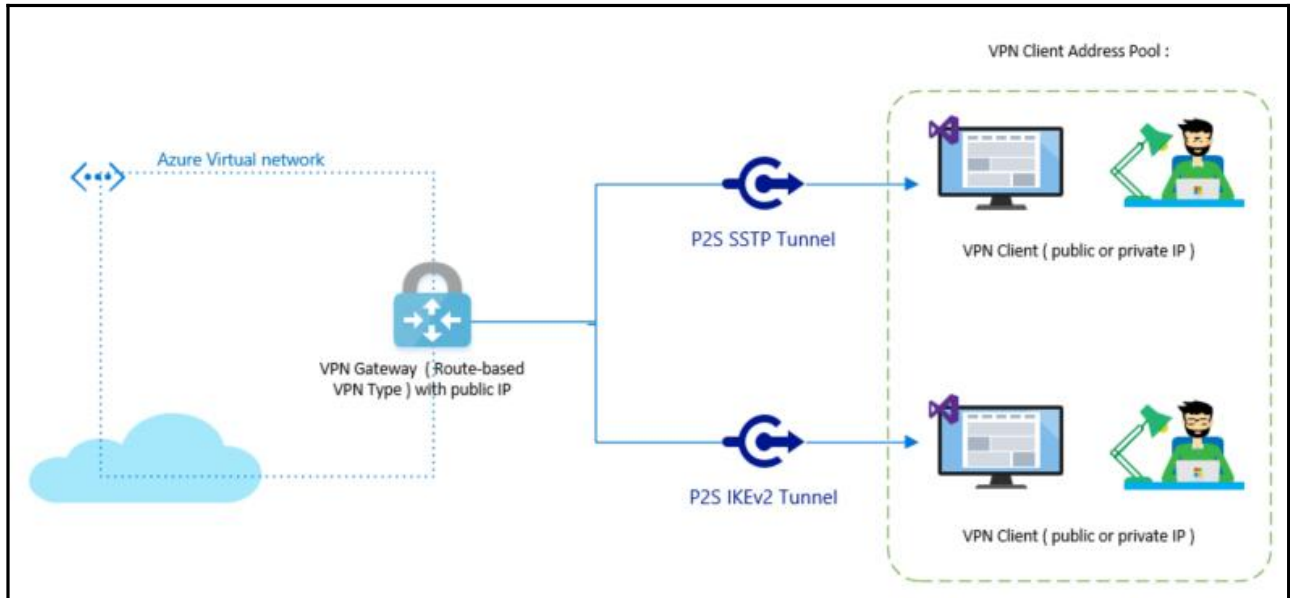 VPN Client Address Pool :
Azure Virtual network
P2S SSTP Tunnel
VPN Client ( public or private IP )
VPN Gateway ( Route-based
VPN Type ) with public IP
P2S IKEv2 Tunnel
VPN Client ( public or private IP )